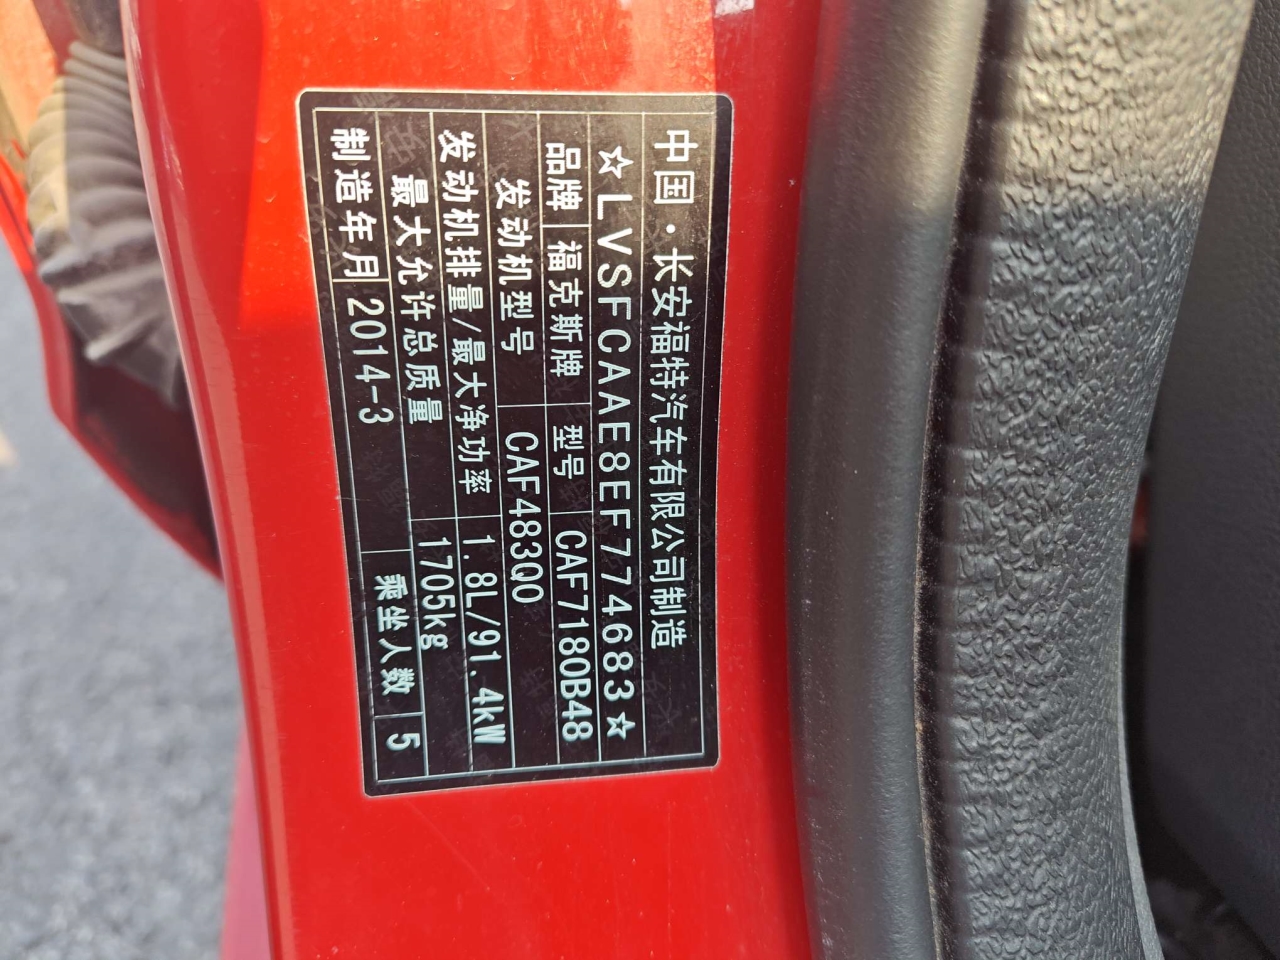 中国·长安福特汽车有限公司制造
☆LVSFCAAE8EF774683☆
品牌 福克斯牌 型号 CAF7180B48
发动机型号 CAF483Q0
发动机排量/最大净功率 1.8L/91.4kW
最大允许总质量 1705kg
制造年月 2014-3 乘坐人数 5